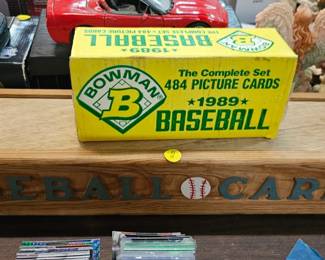 THE COMPLETE SET • 484 PICTURE CARDS
1989 BASEBALL
BOWMAN
BOWMAN
B
The Complete Set
484 PICTURE CARDS
★1989★
BASEBALL
EBALL CAR